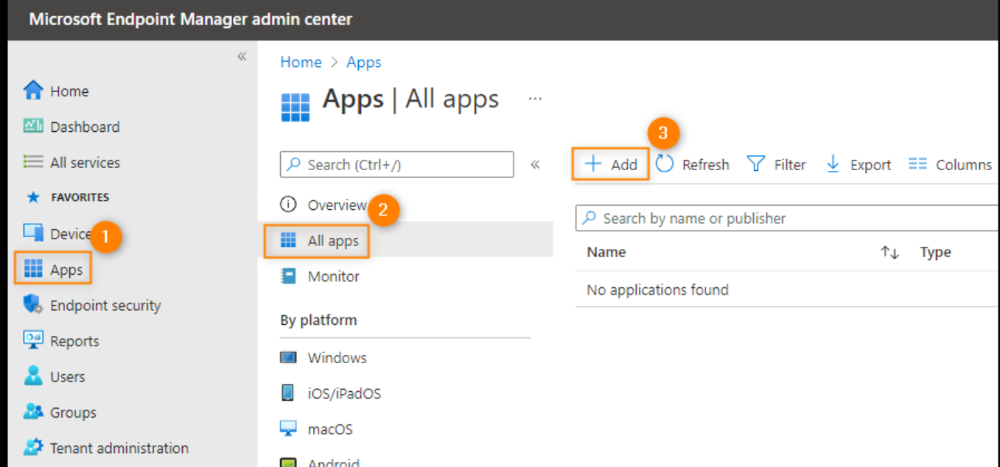 Microsoft Endpoint Manager admin center
«
Home
Dashboard
All services
FAVORITES
Device
1
Apps
Endpoint security
Reports
Users
Groups
Tenant administration
Home > Apps
Apps | All apps ...
Search (Ctrl+/)
«
Overview
2
All apps
Monitor
By platform
Windows
iOS/iPadOS
macOS
Android
3
+ Add Refresh Filter Export Columns
Search by name or publisher
Name ↑↓ Type
No applications found